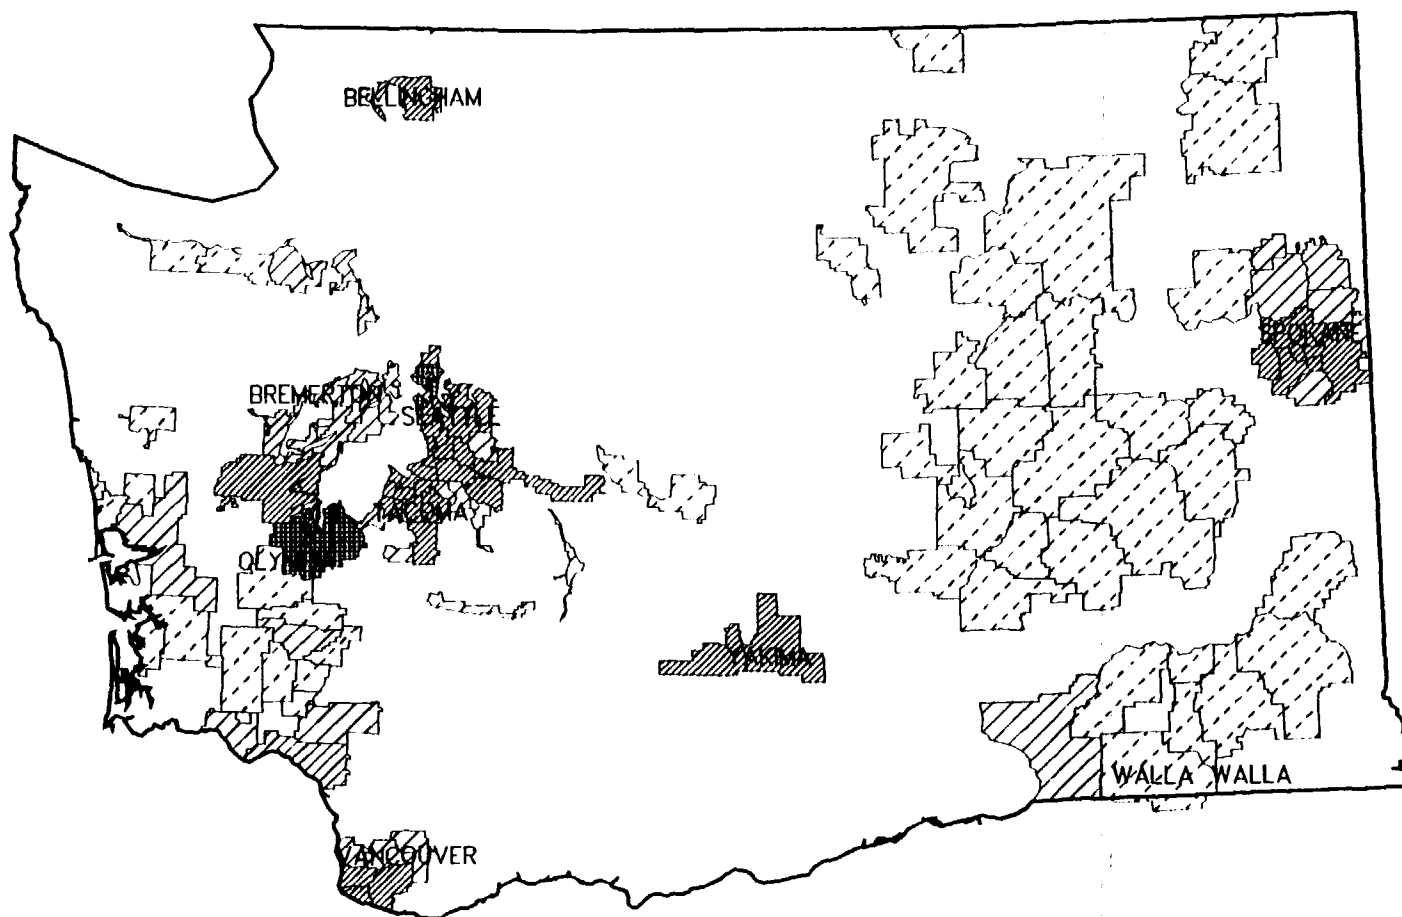 BELLINGHAM
SPOKANE
BREMERTON
SEATTLE
TACOMA
YAKIMA
WALLA WALLA
VANCOUVER